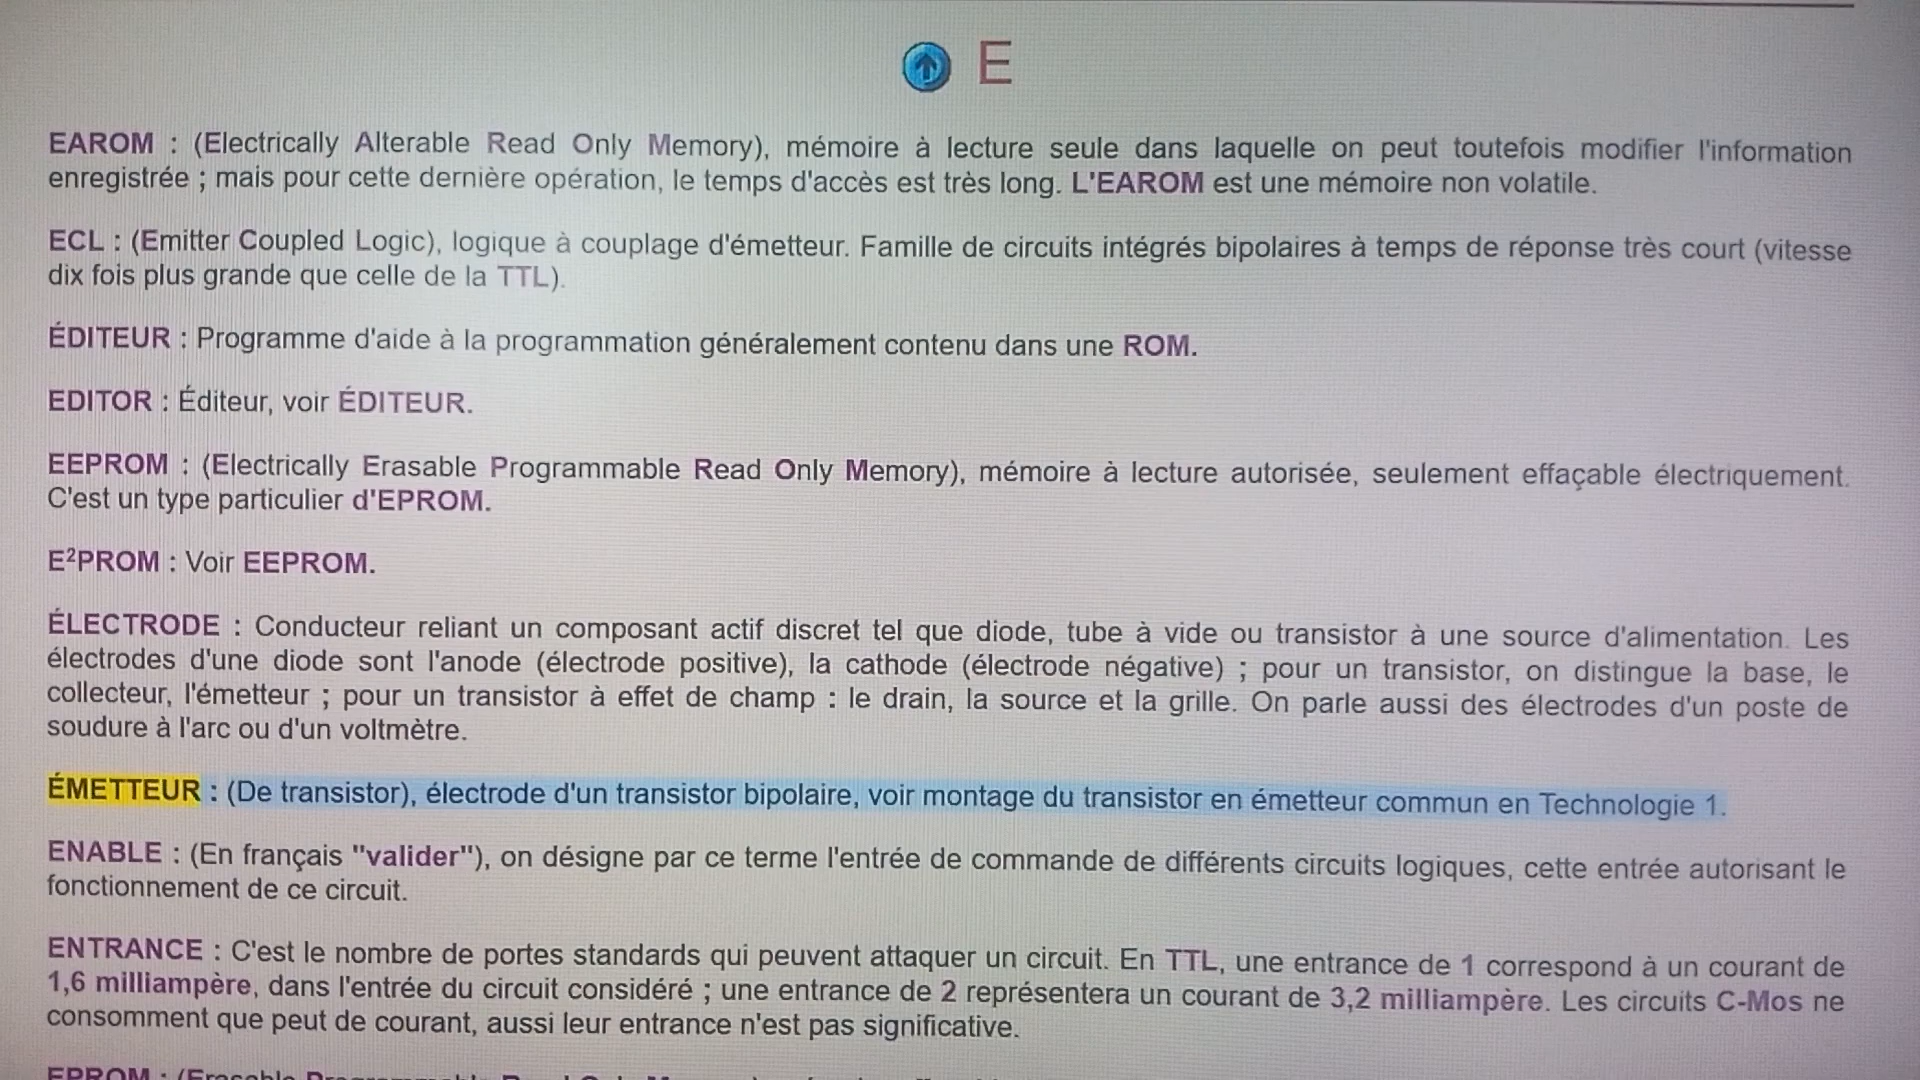 E
EAROM : (Electrically Alterable Read Only Memory), mémoire à lecture seule dans laquelle on peut toutefois modifier l'information
enregistrée ; mais pour cette dernière opération, le temps d'accès est très long. L'EAROM est une mémoire non volatile.
ECL : (Emitter Coupled Logic), logique à couplage d'émetteur. Famille de circuits intégrés bipolaires à temps de réponse très court (vitesse
dix fois plus grande que celle de la TTL).
ÉDITEUR : Programme d'aide à la programmation généralement contenu dans une ROM.
EDITOR : Éditeur, voir ÉDITEUR.
EEPROM : (Electrically Erasable Programmable Read Only Memory), mémoire à lecture autorisée, seulement effaçable électriquement.
C'est un type particulier d'EPROM.
E²PROM : Voir EEPROM.
ÉLECTRODE : Conducteur reliant un composant actif discret tel que diode, tube à vide ou transistor à une source d'alimentation. Les
électrodes d'une diode sont l'anode (électrode positive), la cathode (électrode négative) ; pour un transistor, on distingue la base, le
collecteur, l'émetteur ; pour un transistor à effet de champ : le drain, la source et la grille. On parle aussi des électrodes d'un poste de
soudure à l'arc ou d'un voltmètre.
ÉMETTEUR : (De transistor), électrode d'un transistor bipolaire, voir montage du transistor en émetteur commun en Technologie 1.
ENABLE : (En français "valider"), on désigne par ce terme l'entrée de commande de différents circuits logiques, cette entrée autorisant le
fonctionnement de ce circuit.
ENTRANCE : C'est le nombre de portes standards qui peuvent attaquer un circuit. En TTL, une entrance de 1 correspond à un courant de
1,6 milliampère, dans l'entrée du circuit considéré ; une entrance de 2 représentera un courant de 3,2 milliampère. Les circuits C-Mos ne
consomment que peut de courant, aussi leur entrance n'est pas significative.
EPROM : (Erasable